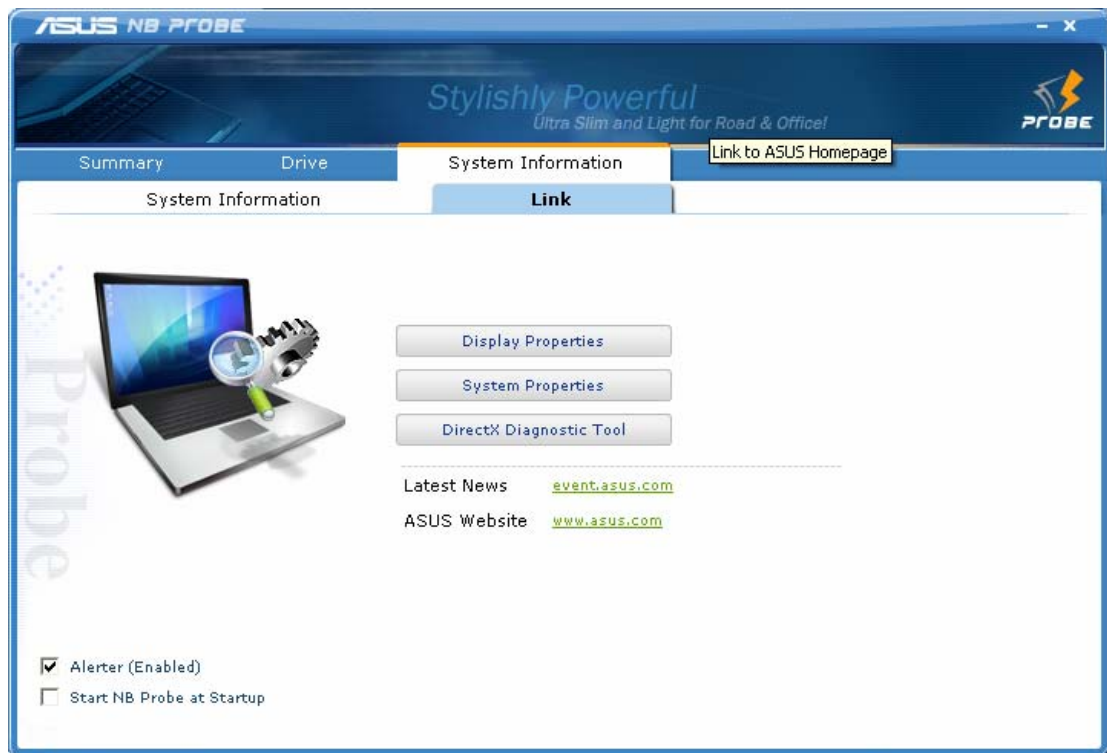 ASUS NB PROBE
Stylishly Powerful
Ultra Slim and Light for Road & Office!
PROBE
Link to ASUS Homepage
Summary Drive System Information
System Information Link
Probe
Display Properties
System Properties
DirectX Diagnostic Tool
Latest News event.asus.com
ASUS Website www.asus.com
Alerter (Enabled)
Start NB Probe at Startup